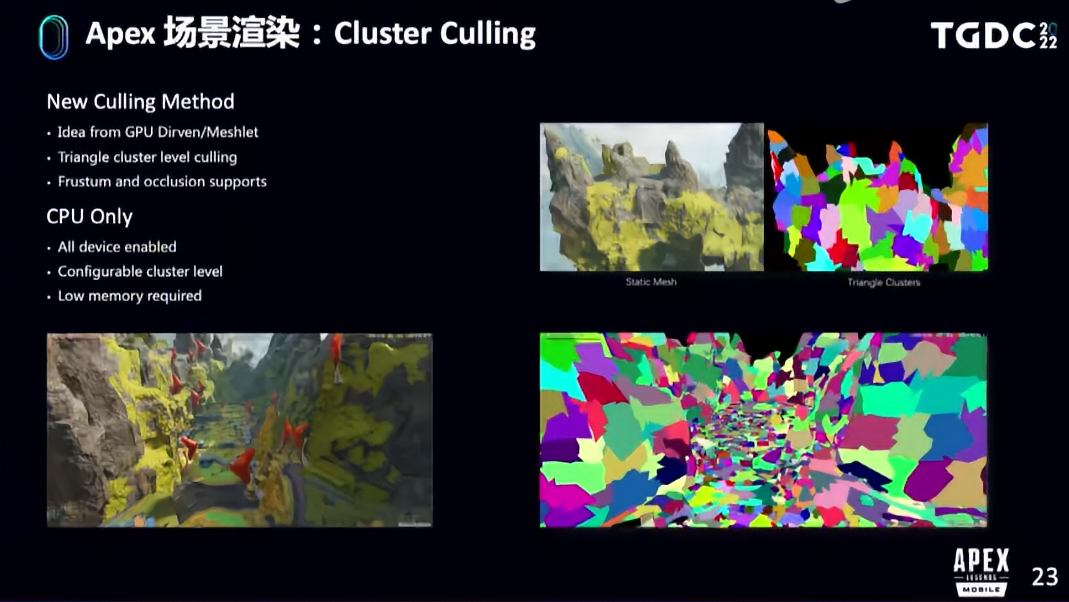 Apex 场景渲染：Cluster Culling
TGDC 2022
New Culling Method
• Idea from GPU Dirven/Meshlet
• Triangle cluster level culling
• Frustum and occlusion supports
CPU Only
• All device enabled
• Configurable cluster level
• Low memory required
Static Mesh
Triangle Clusters
APEX
LEGENDS
MOBILE
23